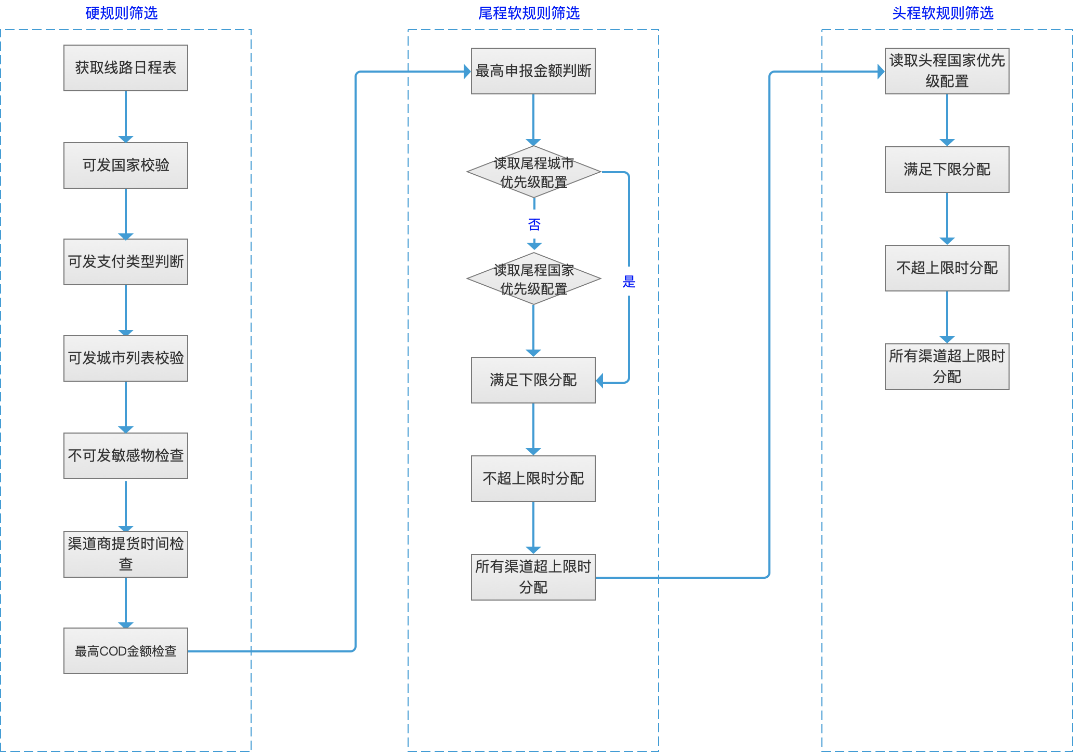 硬规则筛选
获取线路日程表
可发国家校验
可发支付类型判断
可发城市列表校验
不可发敏感物检查
渠道商提货时间检
查
最高COD金额检查
尾程软规则筛选
最高申报金额判断
读取尾程城市
优先级配置
否
是
读取尾程国家
优先级配置
满足下限分配
不超上限时分配
所有渠道超上限时
分配
头程软规则筛选
读取头程国家优先
级配置
满足下限分配
不超上限时分配
所有渠道超上限时
分配